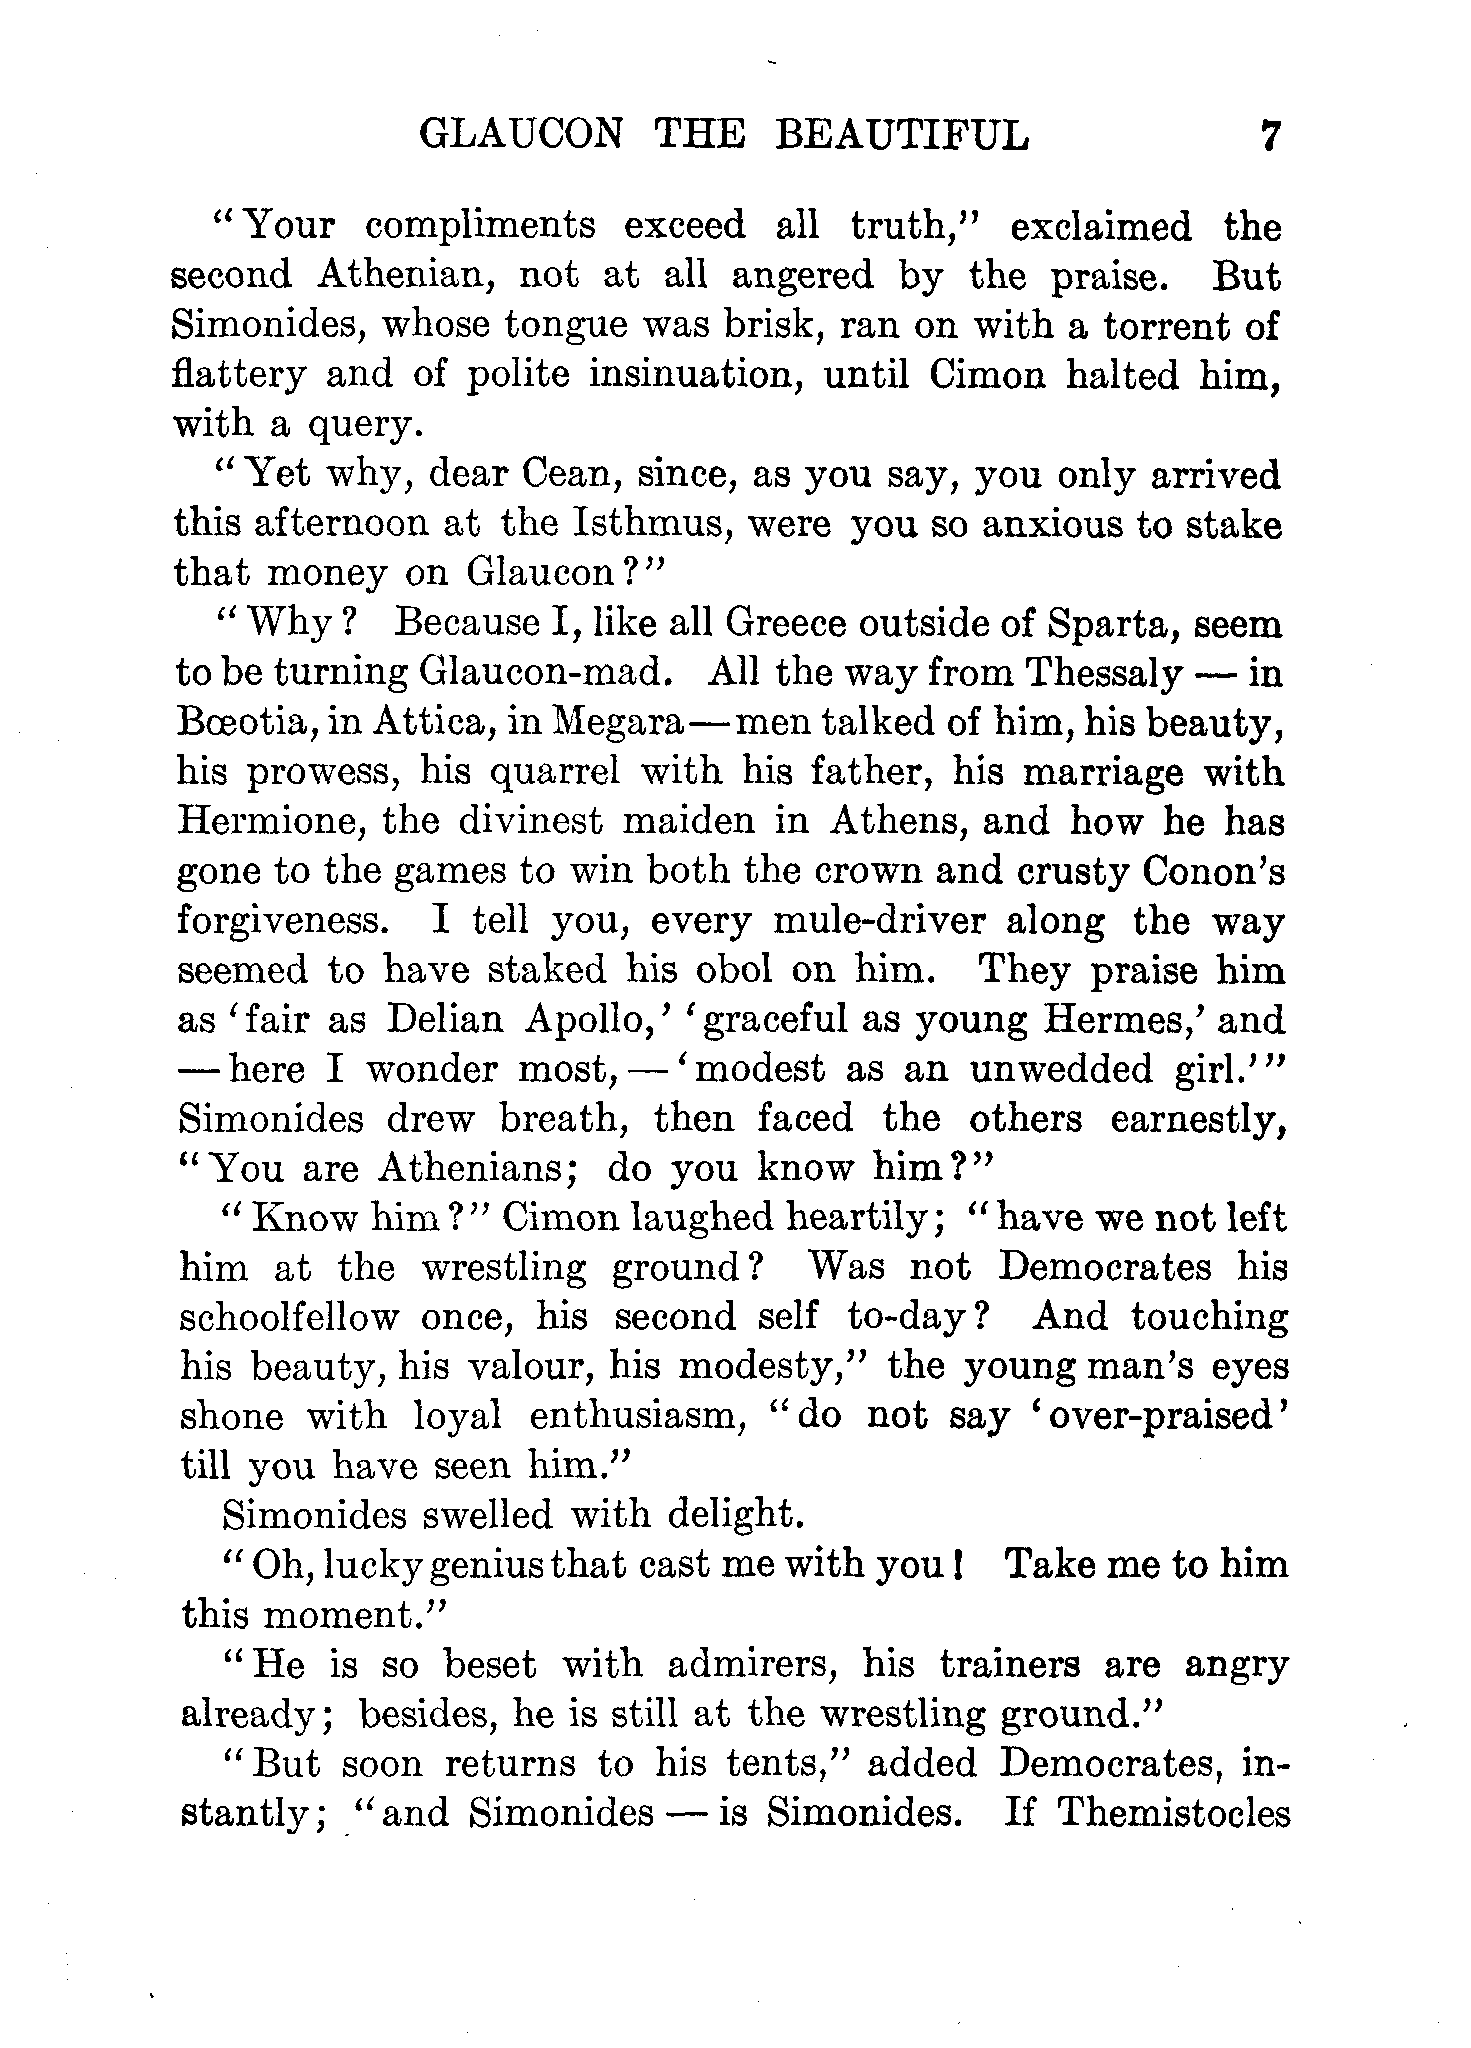 GLAUCON THE BEAUTIFUL 7
"Your compliments exceed all truth," exclaimed the
second Athenian, not at all angered by the praise. But
Simonides, whose tongue was brisk, ran on with a torrent of
flattery and of polite insinuation, until Cimon halted him,
with a query.
"Yet why, dear Cean, since, as you say, you only arrived
this afternoon at the Isthmus, were you so anxious to stake
that money on Glaucon?"
"Why? Because I, like all Greece outside of Sparta, seem
to be turning Glaucon-mad. All the way from Thessaly — in
Bœotia, in Attica, in Megara—men talked of him, his beauty,
his prowess, his quarrel with his father, his marriage with
Hermione, the divinest maiden in Athens, and how he has
gone to the games to win both the crown and crusty Conon's
forgiveness. I tell you, every mule-driver along the way
seemed to have staked his obol on him. They praise him
as 'fair as Delian Apollo,' 'graceful as young Hermes,' and
— here I wonder most, — 'modest as an unwedded girl.'"
Simonides drew breath, then faced the others earnestly,
"You are Athenians; do you know him?"
"Know him?" Cimon laughed heartily; "have we not left
him at the wrestling ground? Was not Democrates his
schoolfellow once, his second self to-day? And touching
his beauty, his valour, his modesty," the young man's eyes
shone with loyal enthusiasm, "do not say 'over-praised'
till you have seen him."
Simonides swelled with delight.
"Oh, lucky genius that cast me with you! Take me to him
this moment."
"He is so beset with admirers, his trainers are angry
already; besides, he is still at the wrestling ground."
"But soon returns to his tents," added Democrates, in-
stantly; "and Simonides — is Simonides. If Themistocles